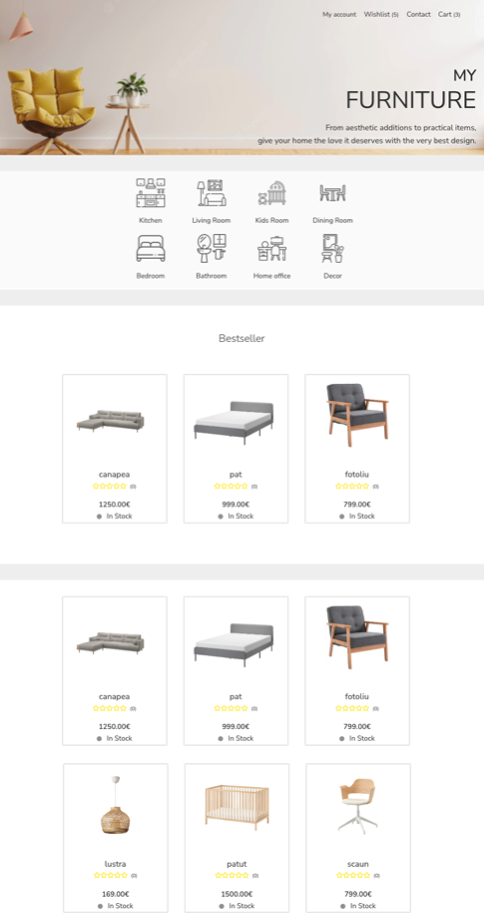 My account Wishlist (5) Contact Cart (3)
MY
FURNITURE
From aesthetic additions to practical items,
give your home the love it deserves with the very best design.
Kitchen Living Room Kids Room Dining Room
Bedroom Bathroom Home office Decor
Bestseller
canapea pat fotoliu
(0) (0) (0)
1250.00€ 999.00€ 799.00€
In Stock In Stock In Stock
canapea pat fotoliu
(0) (0) (0)
1250.00€ 999.00€ 799.00€
In Stock In Stock In Stock
lustra patut scaun
(0) (0) (0)
169.00€ 1500.00€ 799.00€
In Stock In Stock In Stock